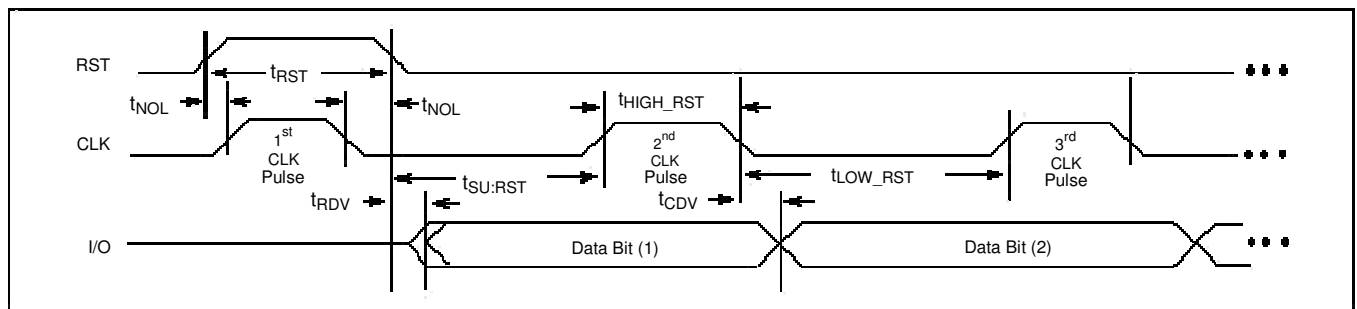 RST
tRST
tNOL
tNOL
tHIGH_RST
CLK
1st
CLK
Pulse
2nd
CLK
Pulse
3rd
CLK
Pulse
tSU:RST
tLOW_RST
tRDV
tCDV
I/O
Data Bit (1)
Data Bit (2)